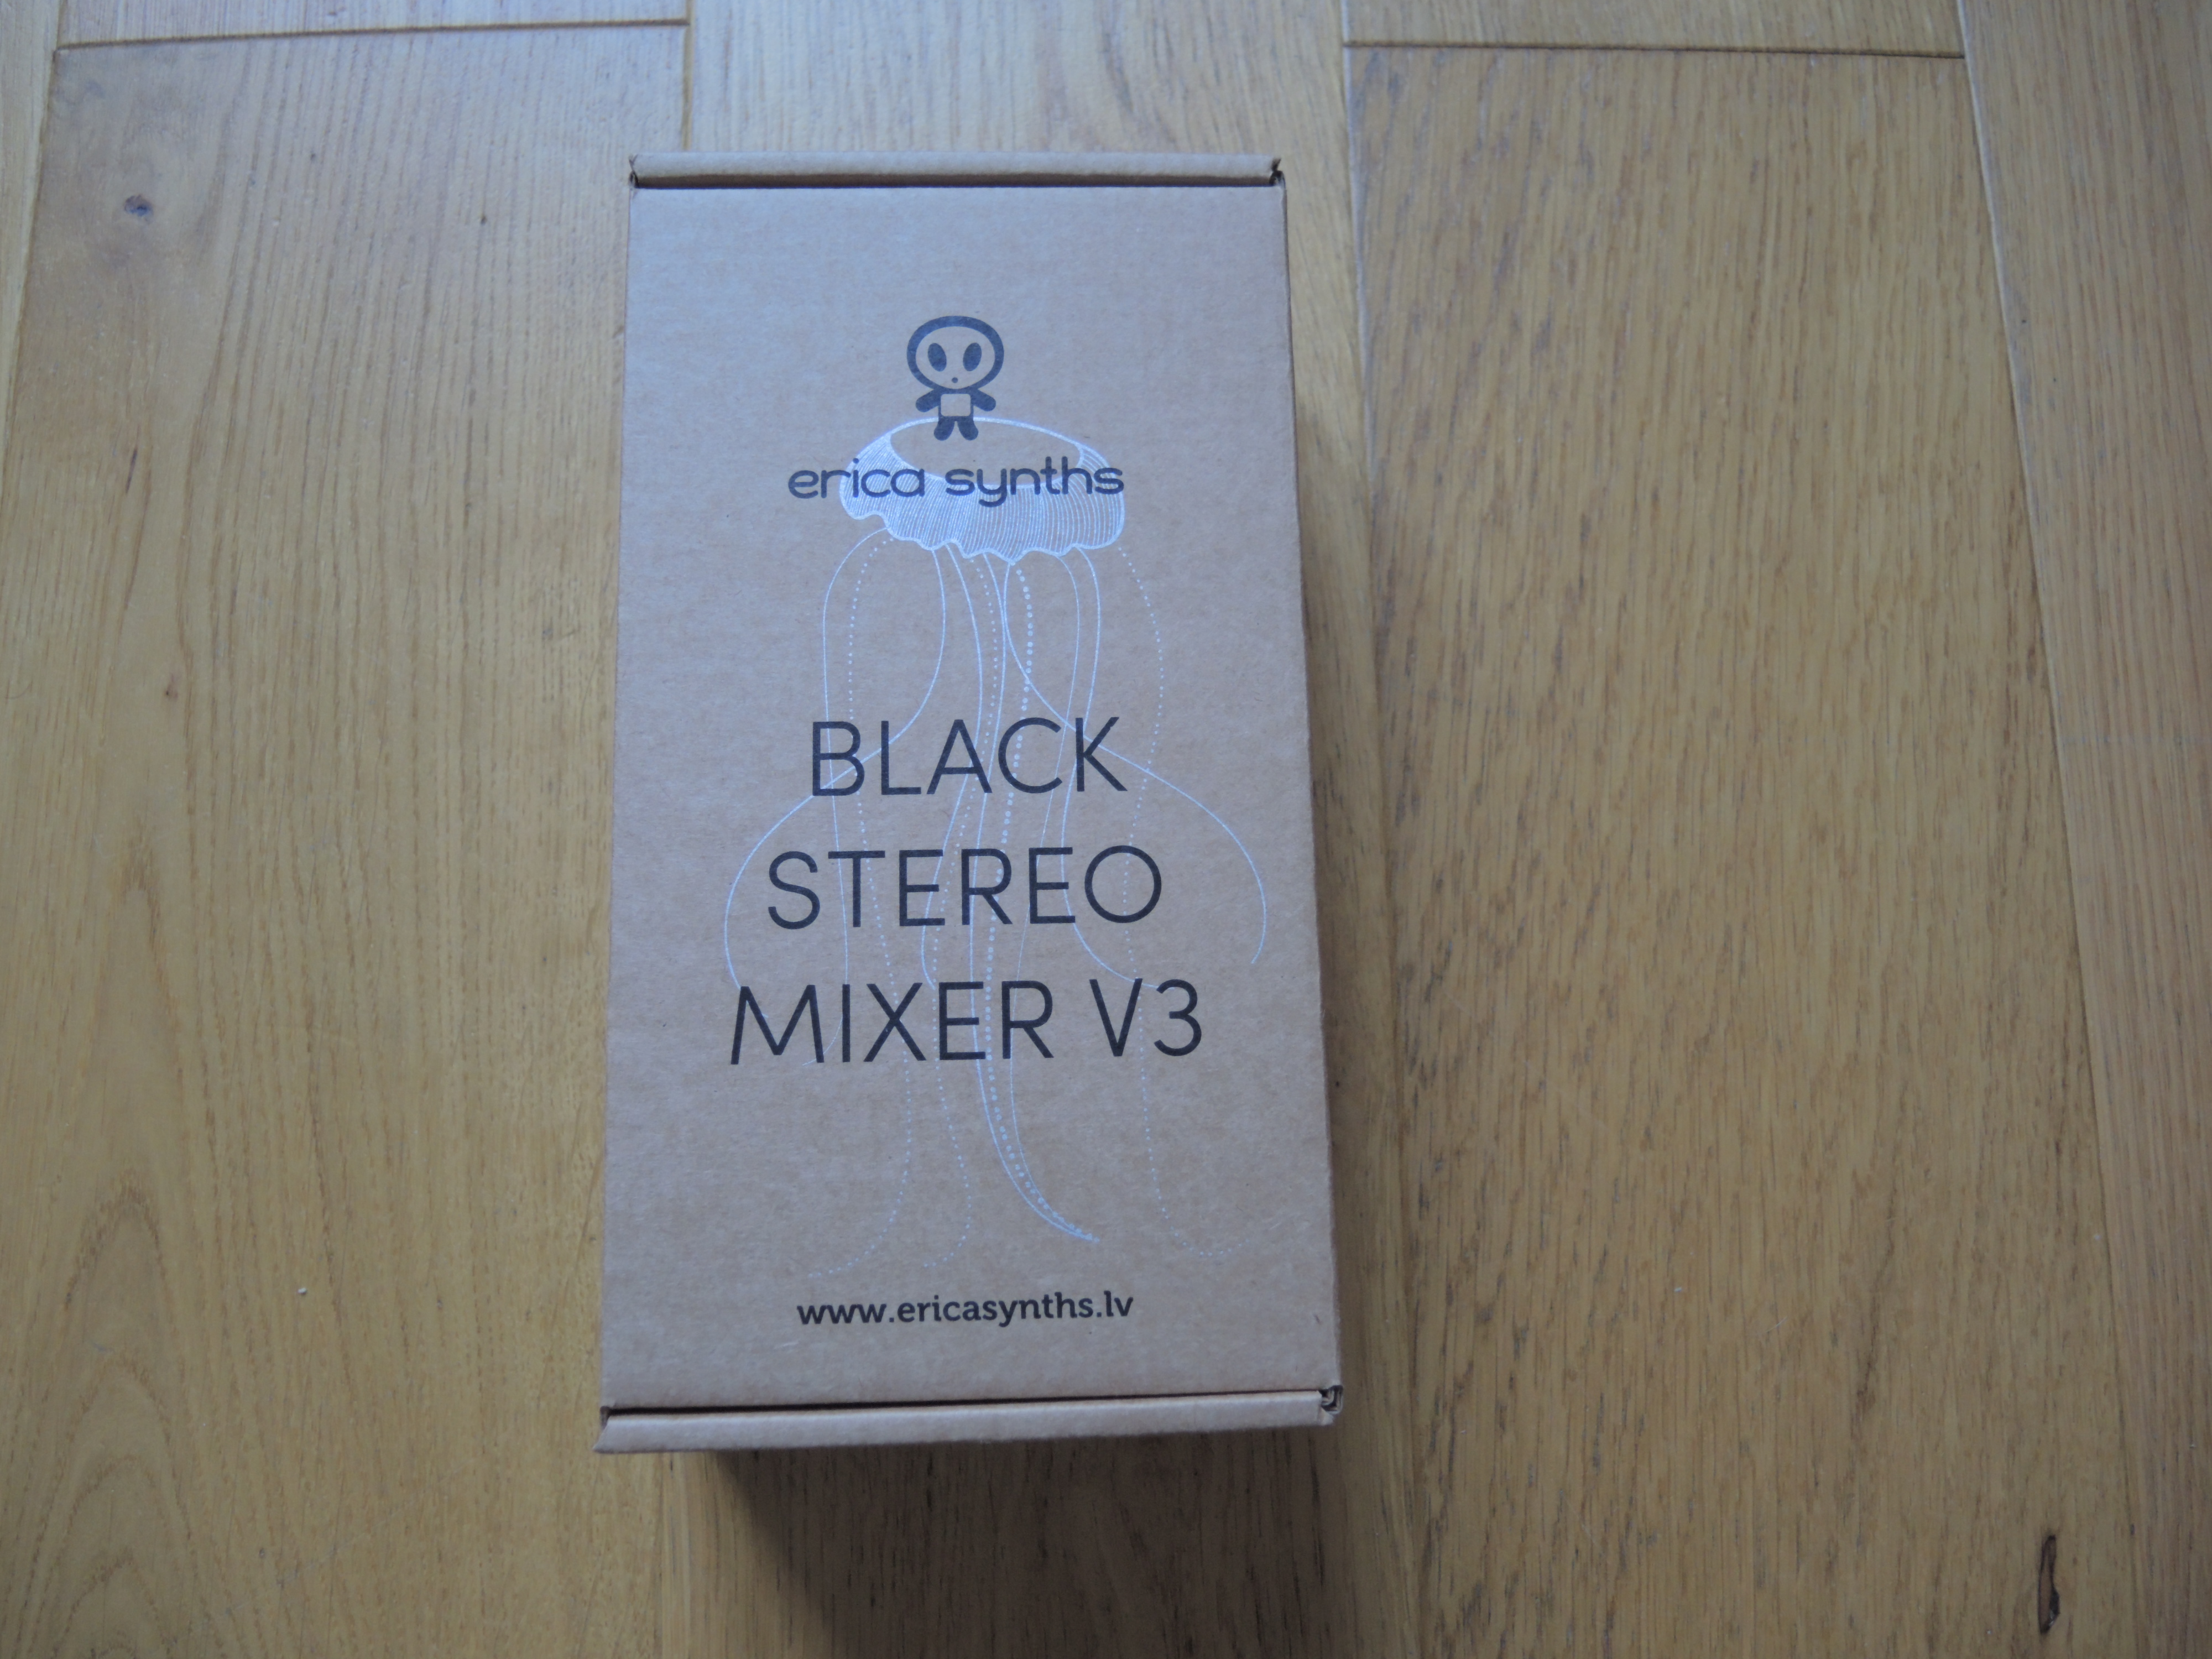 erica synths
BLACK
STEREO
MIXER V3
www.ericasynths.lv